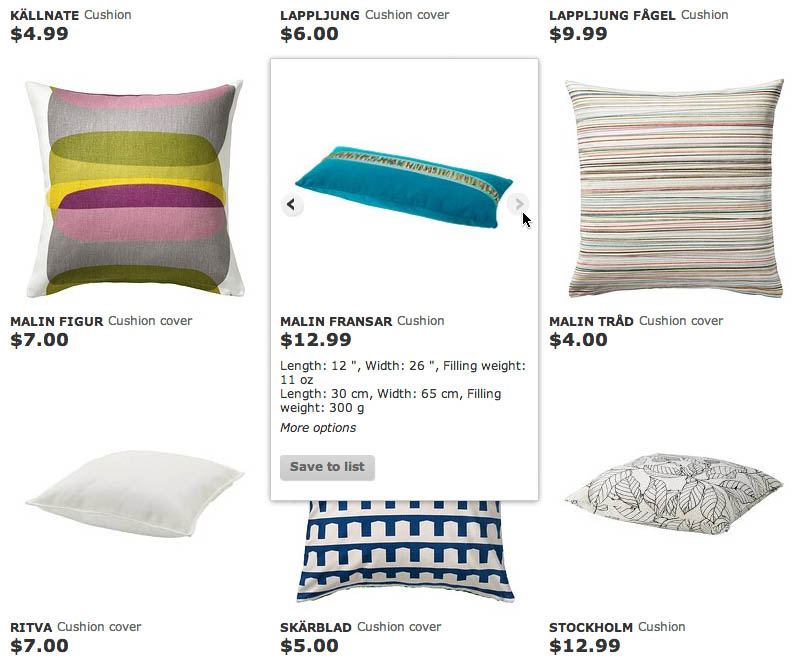 KÄLLNATE Cushion
$4.99
LAPPLJUNG Cushion cover
$6.00
LAPPLJUNG FÅGEL Cushion
$9.99
MALIN FIGUR Cushion cover
$7.00
MALIN FRANSAR Cushion
$12.99
Length: 12 ", Width: 26 ", Filling weight:
11 oz
Length: 30 cm, Width: 65 cm, Filling
weight: 300 g
More options
Save to list
MALIN TRÅD Cushion cover
$4.00
RITVA Cushion cover
$7.00
SKÄRBLAD Cushion cover
$5.00
STOCKHOLM Cushion
$12.99